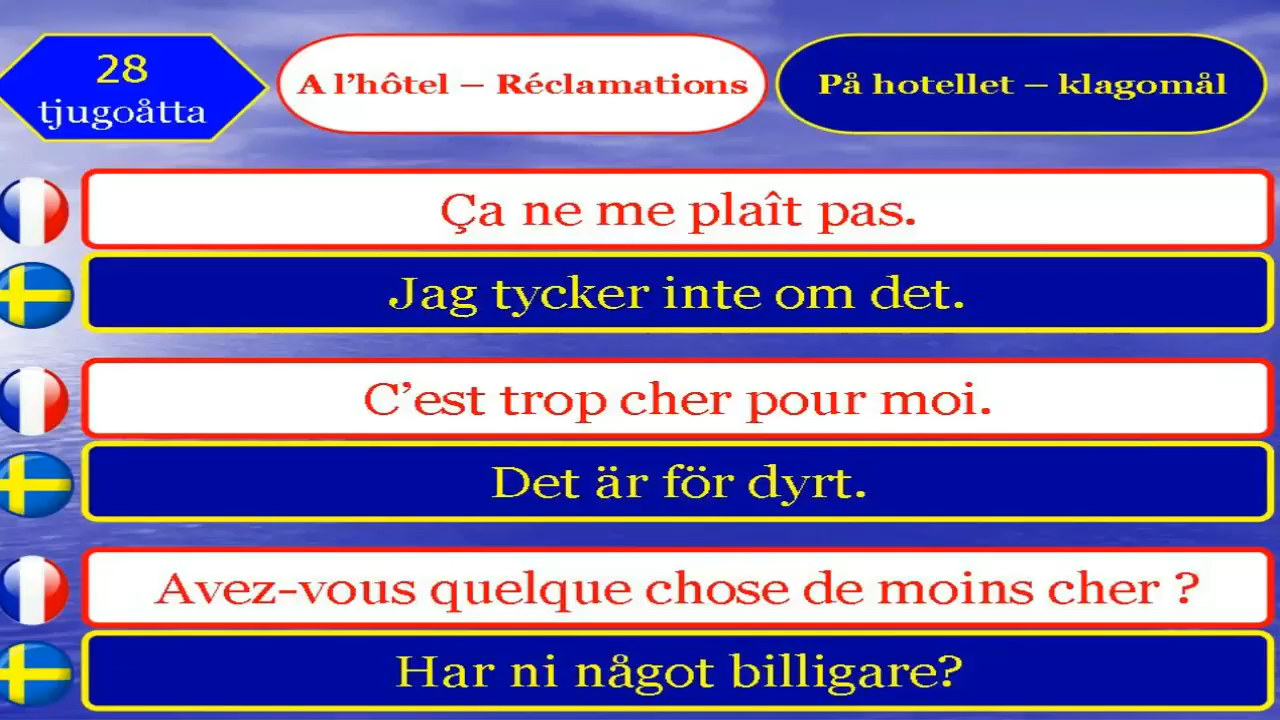 28
tjugoåtta
A l’hôtel – Réclamations
På hotellet – klagomål
Ça ne me plaît pas.
Jag tycker inte om det.
C’est trop cher pour moi.
Det är för dyrt.
Avez-vous quelque chose de moins cher ?
Har ni något billigare?